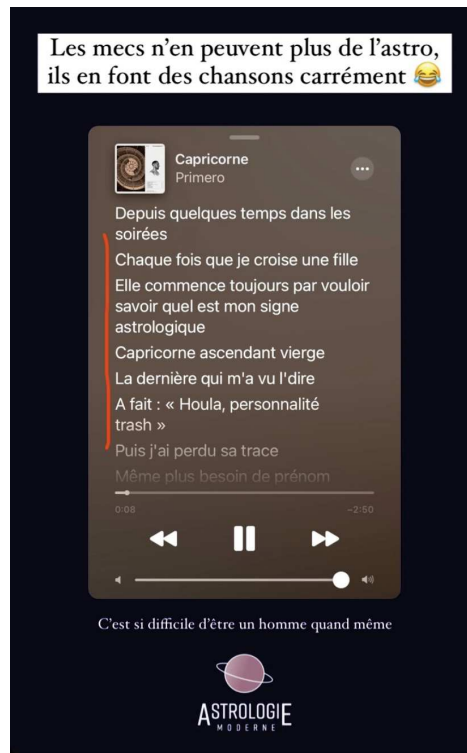 Les mecs n’en peuvent plus de l’astro,
ils en font des chansons carrément 😂
Capricorne
Primero
Depuis quelques temps dans les
soirées
Chaque fois que je croise une fille
Elle commence toujours par vouloir
savoir quel est mon signe
astrologique
Capricorne ascendant vierge
La dernière qui m'a vu l'dire
A fait : « Houla, personnalité
trash »
Puis j'ai perdu sa trace
Même plus besoin de prénom
0:08
-2:50
C’est si difficile d’être un homme quand même
ASTROLOGIE
MODERNE